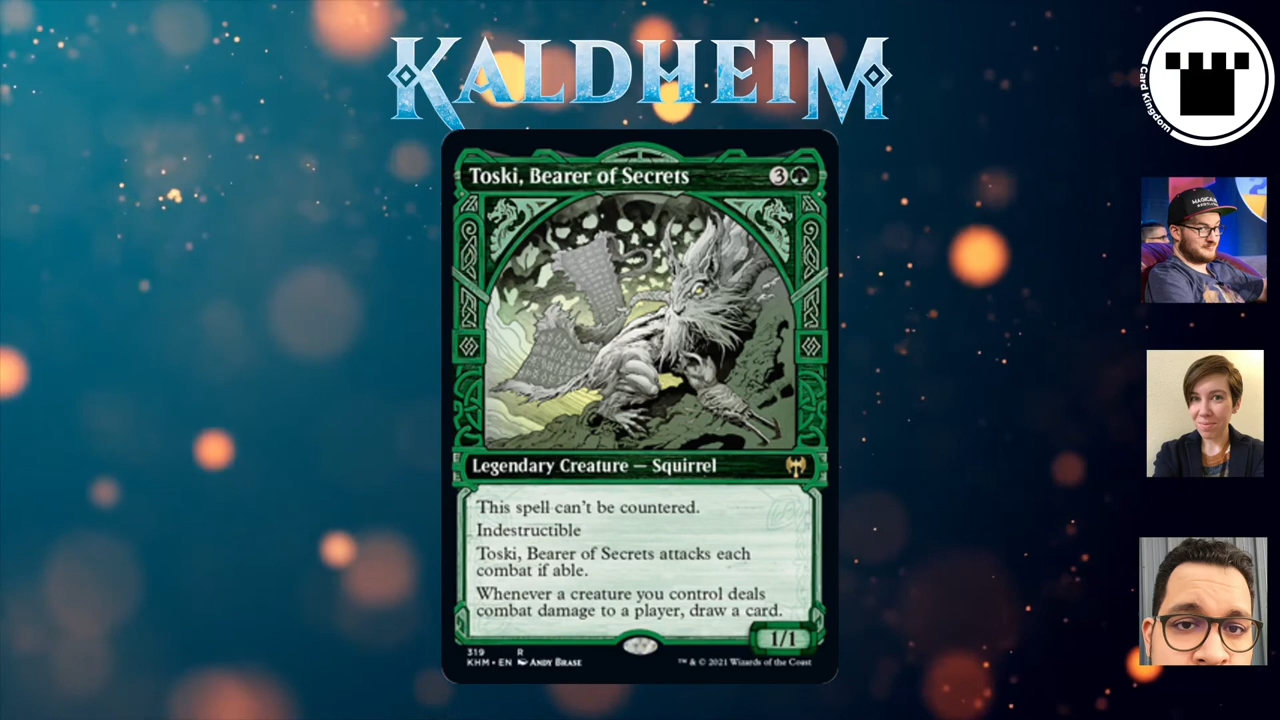 KALDHEIM
Card Kingdom
Toski, Bearer of Secrets 3
Legendary Creature — Squirrel
This spell can't be countered.
Indestructible
Toski, Bearer of Secrets attacks each
combat if able.
Whenever a creature you control deals
combat damage to a player, draw a card.
1/1
319 R
KHM • EN ANDY BRASE
™ & © 2021 Wizards of the Coast